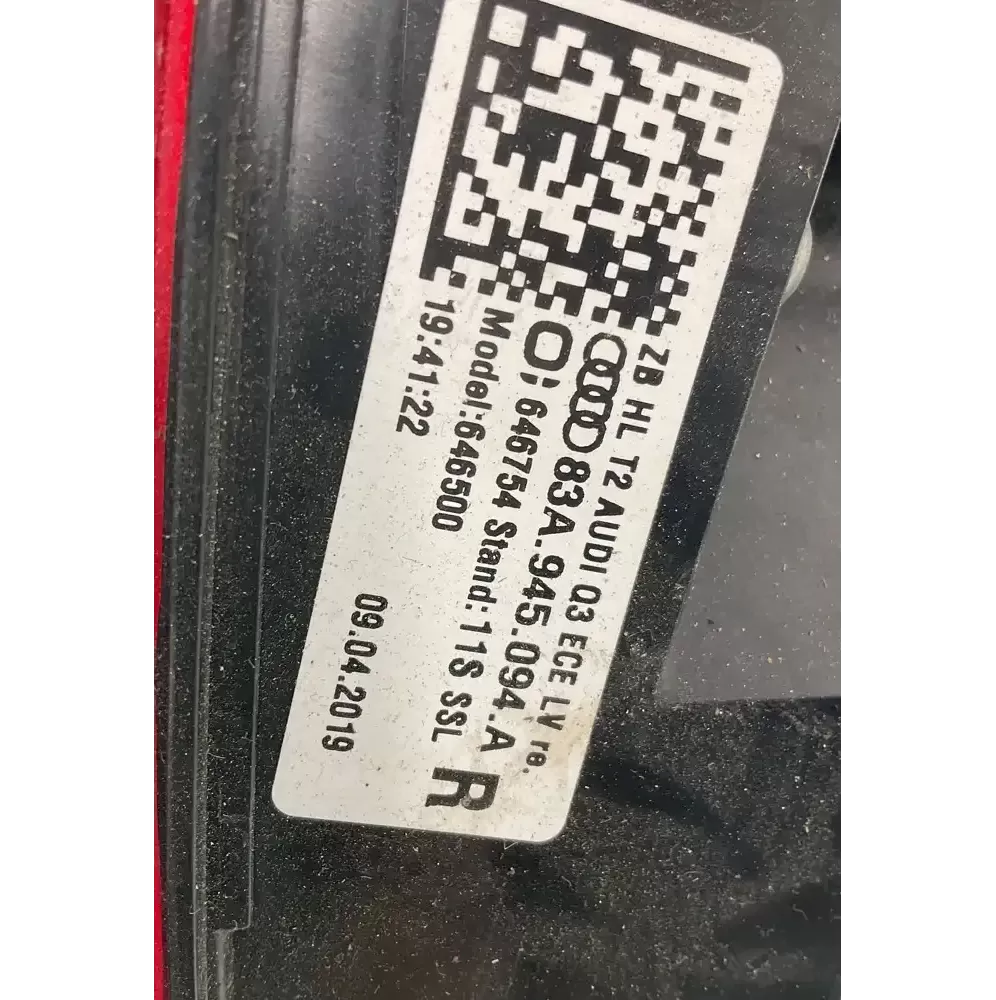 ZB HL T2 AUDI Q3 ECE LV re.
83A.945.094.A
646754 Stand:11S SSL R
Model:646500
19:41:22 09.04.2019